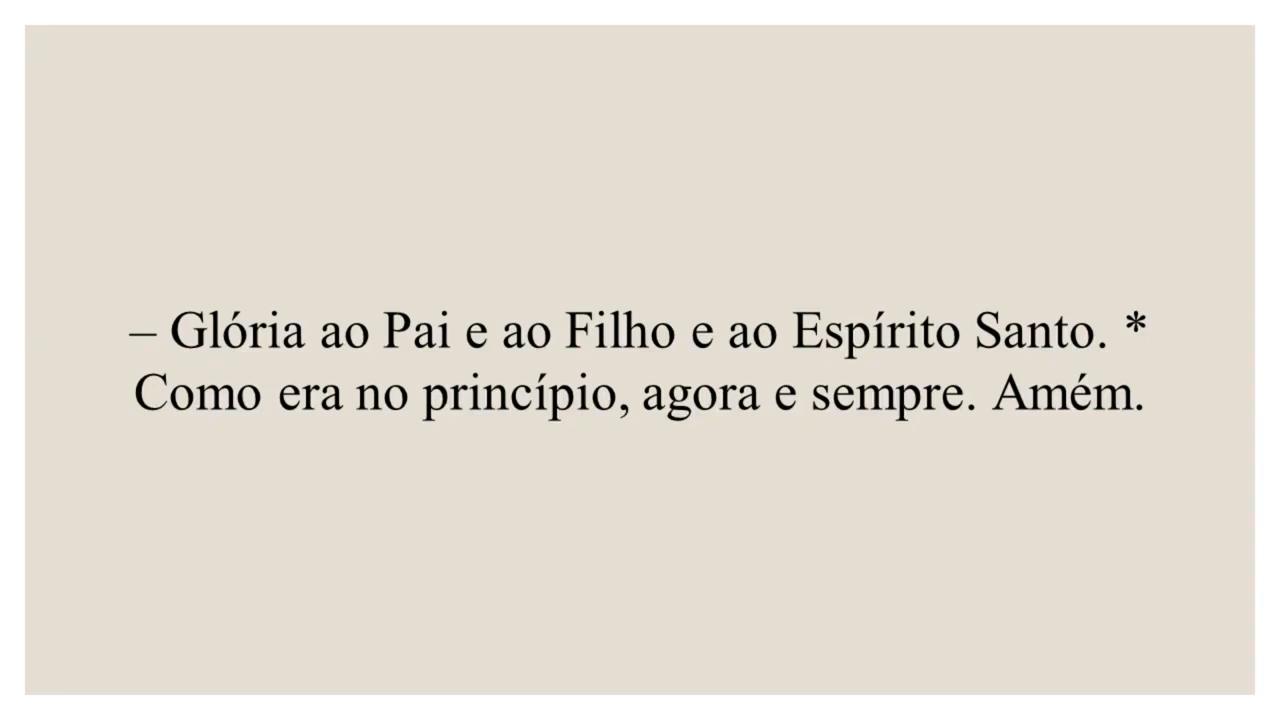 – Glória ao Pai e ao Filho e ao Espírito Santo. *
Como era no princípio, agora e sempre. Amém.